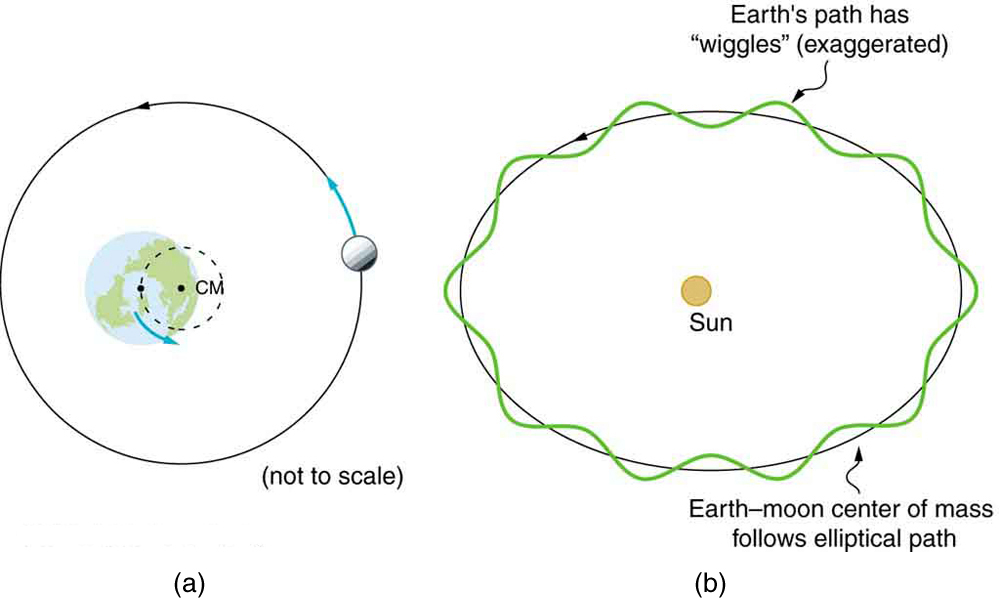 Earth's path has
“wiggles” (exaggerated)
CM
Sun
(not to scale)
Earth–moon center of mass
follows elliptical path
(a)
(b)